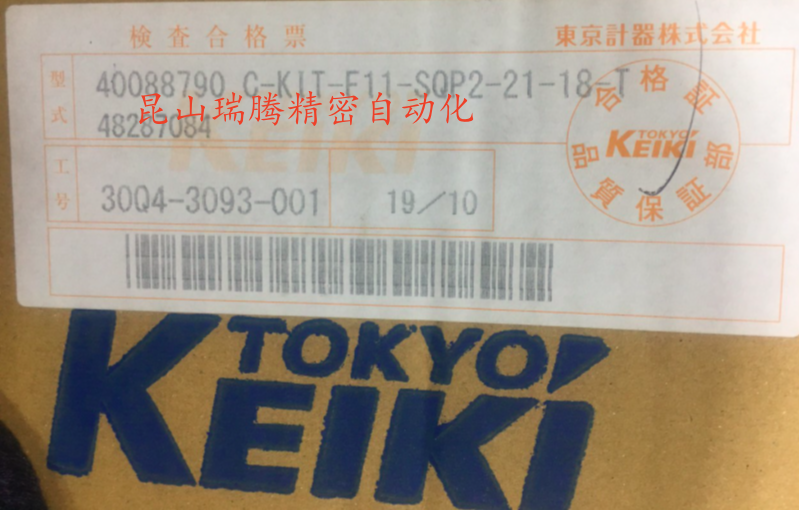 検査合格票
東京計器株式会社
型式
40088790 C-KIT-F11-SQP2-21-18-T
48287084
昆山瑞腾精密自动化
工号
30Q4-3093-001
19/10
合格証
TOKYO
KEIKI
品質保証部
KEIKI
TOKYO
KEIKI